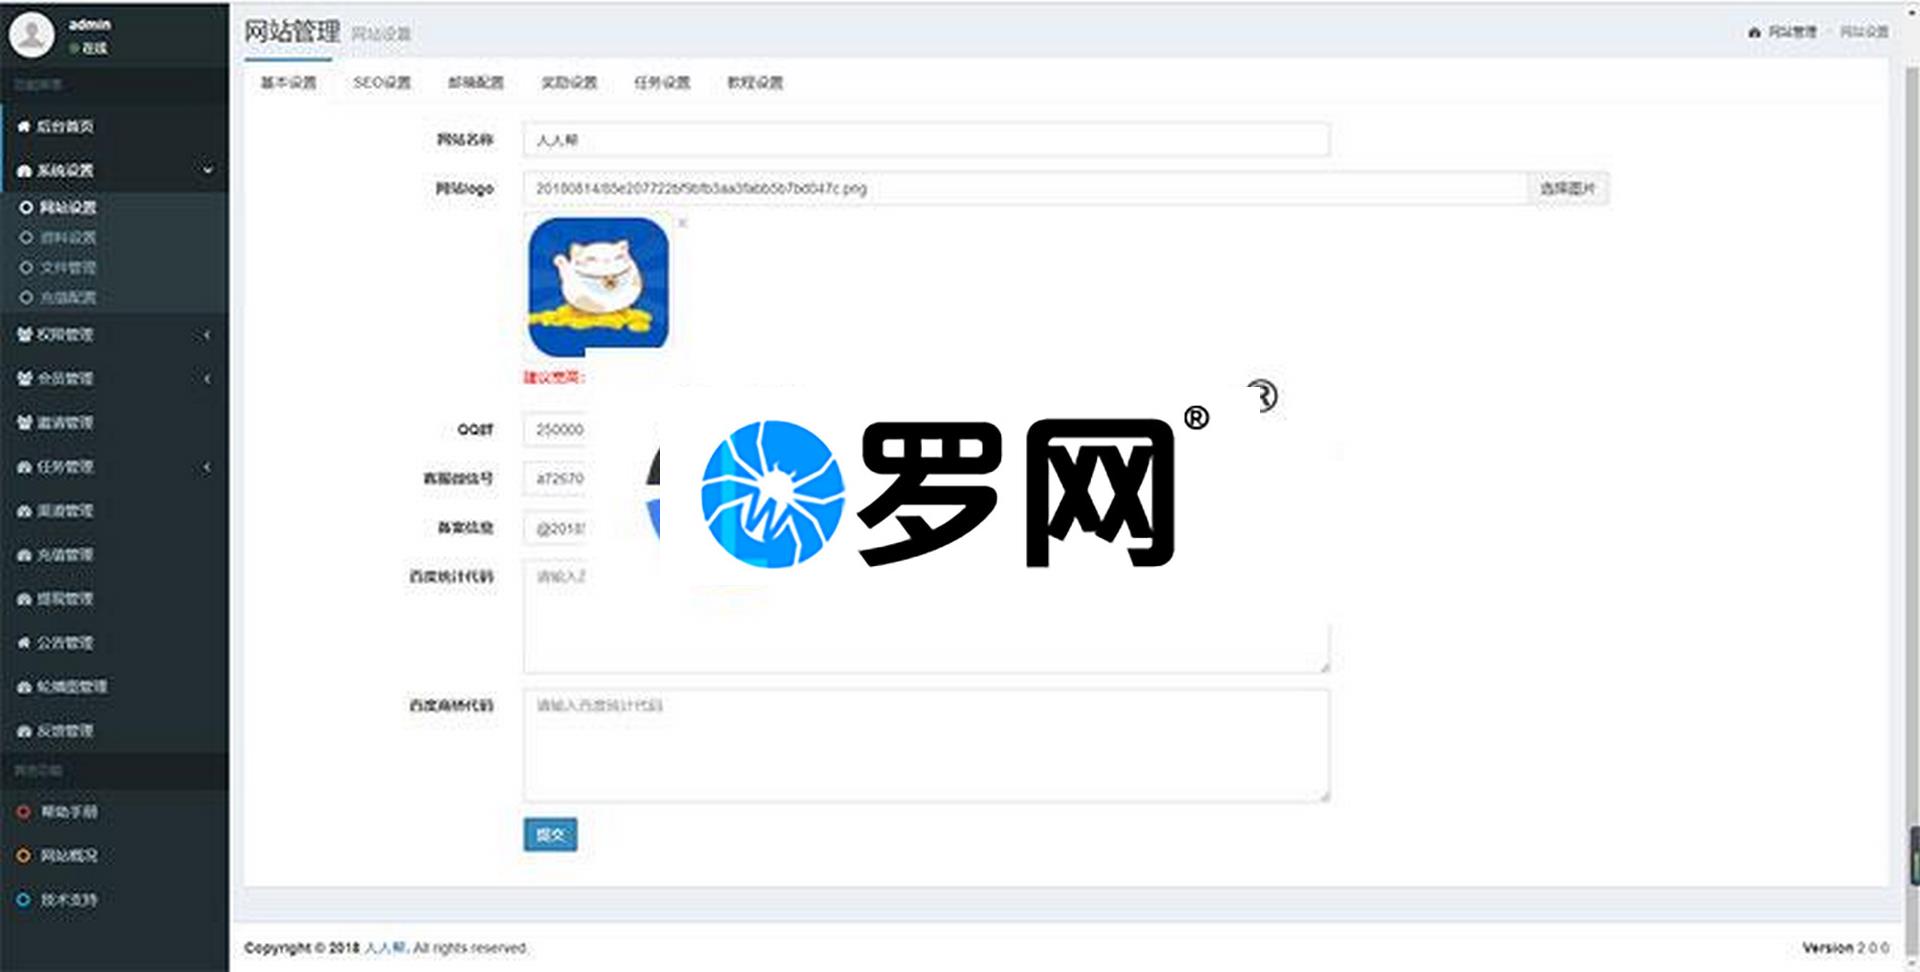 admin
在线
网站管理 网站设置
网站管理 - 网站设置
基本设置 SEO设置 邮箱配置 奖励设置 任务设置 教程设置
后台首页
系统设置
网站设置
资料设置
文件管理
充值配置
权限管理
会员管理
邀请管理
任务管理
渠道管理
充值管理
提现管理
公告管理
轮播图管理
反馈管理
其他功能
帮助手册
网站概况
技术支持
网站名称 人人帮
网站logo
选择图片
建议宽高:
QQ群 250000
客服微信号 a72570
备案信息 @2018
百度统计代码 请输入
百度商桥代码 请输入百度统计代码
提交
罗网®
Copyright © 2018 人人帮. All rights reserved.
Version 2.0.0